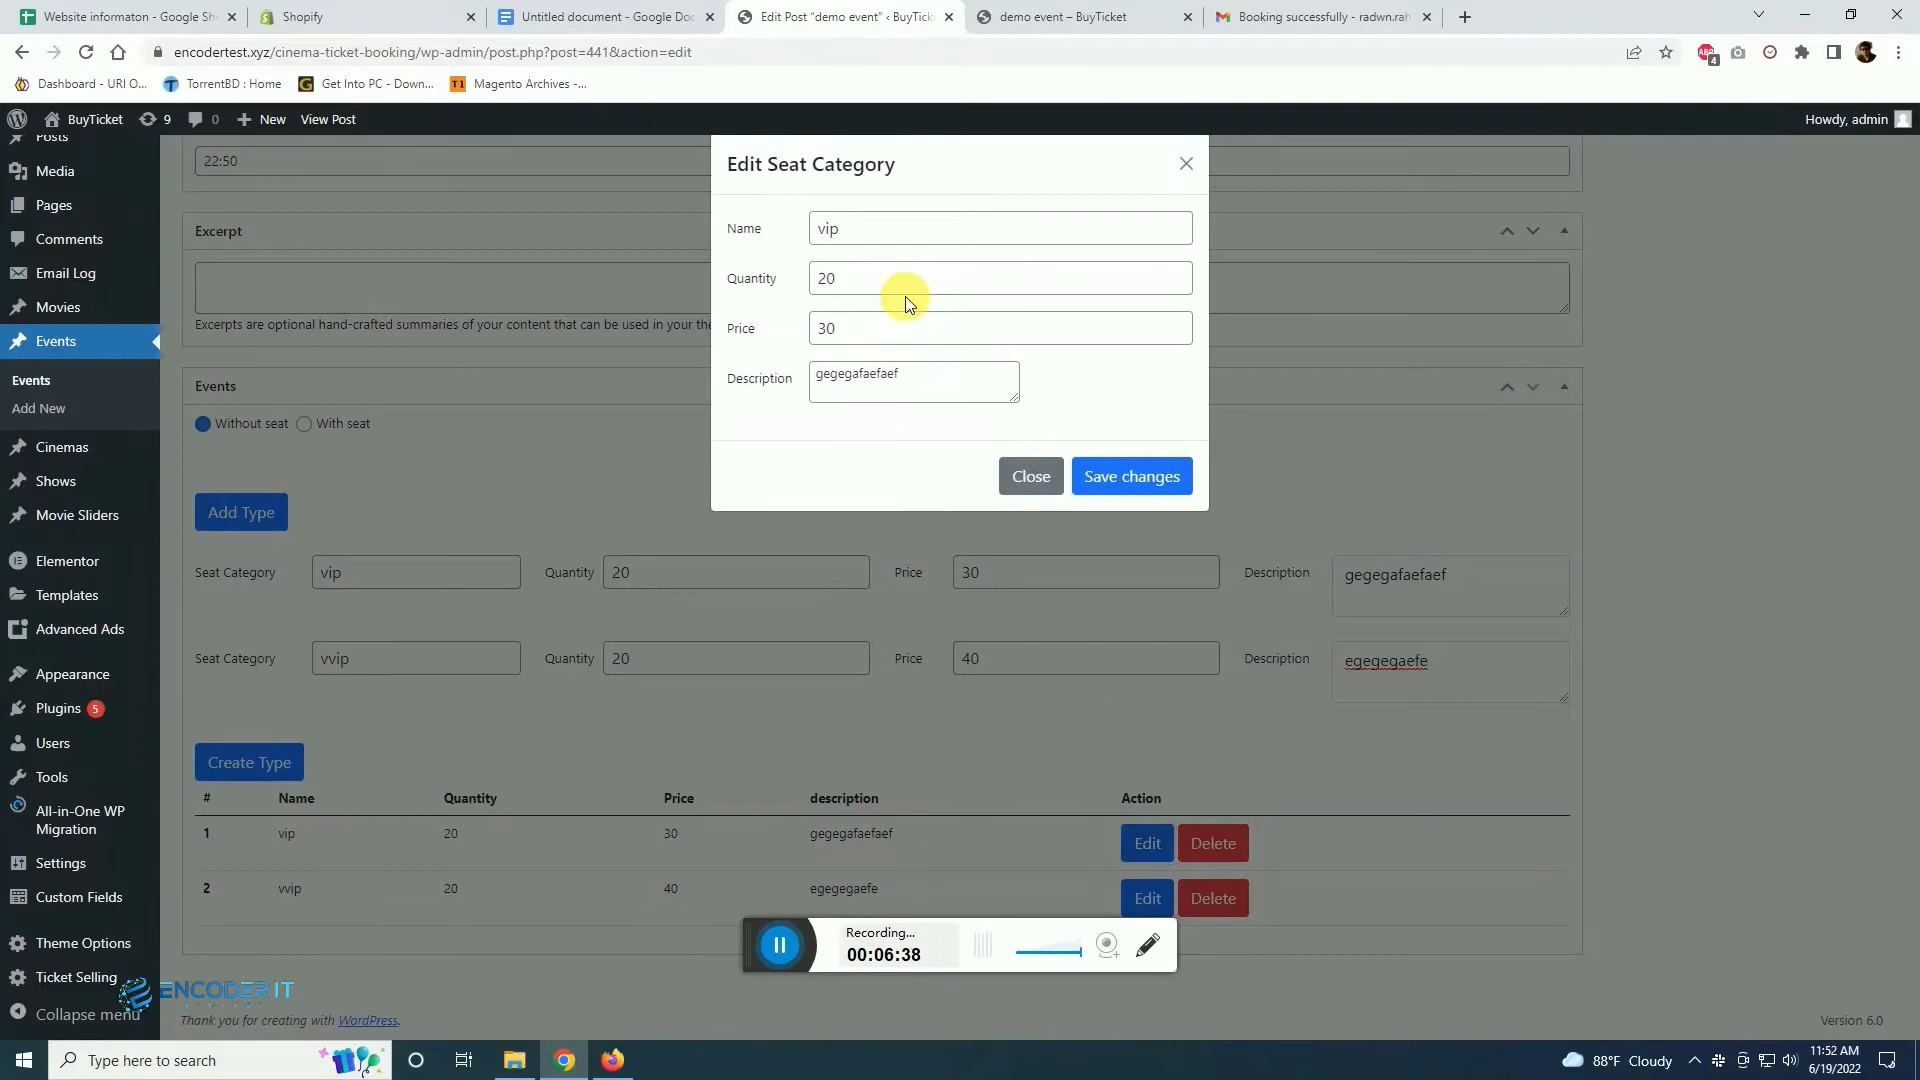 Website informaton - Google She
Shopify
Untitled document - Google Doc
Edit Post “demo event” ‹ BuyTick
demo event – BuyTicket
Booking successfully - radwn.rah
encodertest.xyz/cinema-ticket-booking/wp-admin/post.php?post=441&action=edit
4
Dashboard - URI O...
TorrentBD : Home
Get Into PC - Down...
Magento Archives -...
BuyTicket
9
0
New
View Post
Howdy, admin
Posts
Media
Pages
Comments
Email Log
Movies
Events
Events
Add New
Cinemas
Shows
Movie Sliders
Elementor
Templates
Advanced Ads
Appearance
Plugins 5
Users
Tools
All-in-One WP
Migration
Settings
Custom Fields
Theme Options
Ticket Selling
Collapse menu
22:50
Excerpt
Excerpts are optional hand-crafted summaries of your content that can be used in your the
Events
Without seat
With seat
Add Type
Seat Category vip Quantity 20 Price 30 Description gegegafaefaef
Seat Category vvip Quantity 20 Price 40 Description egegegaefe
Create Type
# Name Quantity Price description Action
1 vip 20 30 gegegafaefaef Edit Delete
2 vvip 20 40 egegegaefe Edit Delete
Edit Seat Category
Name vip
Quantity 20
Price 30
Description gegegafaefaef
Close
Save changes
Recording...
00:06:38
ENCODER IT
Thank you for creating with WordPress.
Version 6.0
Type here to search
88°F Cloudy
11:52 AM
6/19/2022